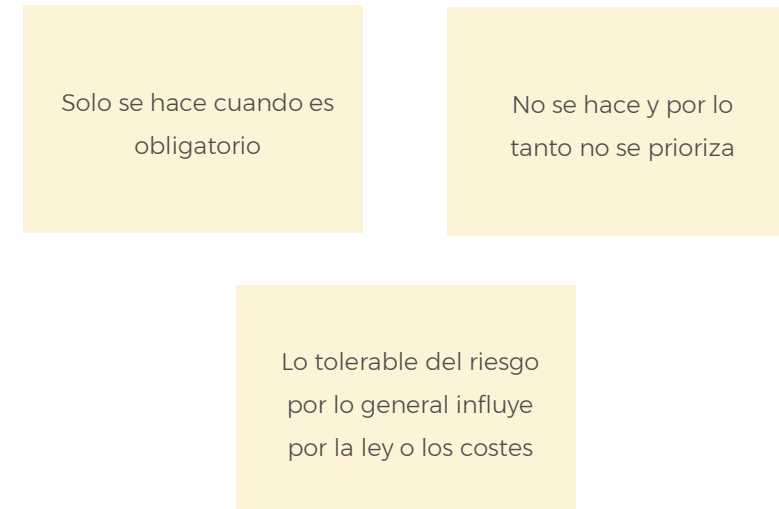 Solo se hace cuando es
obligatorio
No se hace y por lo
tanto no se prioriza
Lo tolerable del riesgo
por lo general influye
por la ley o los costes